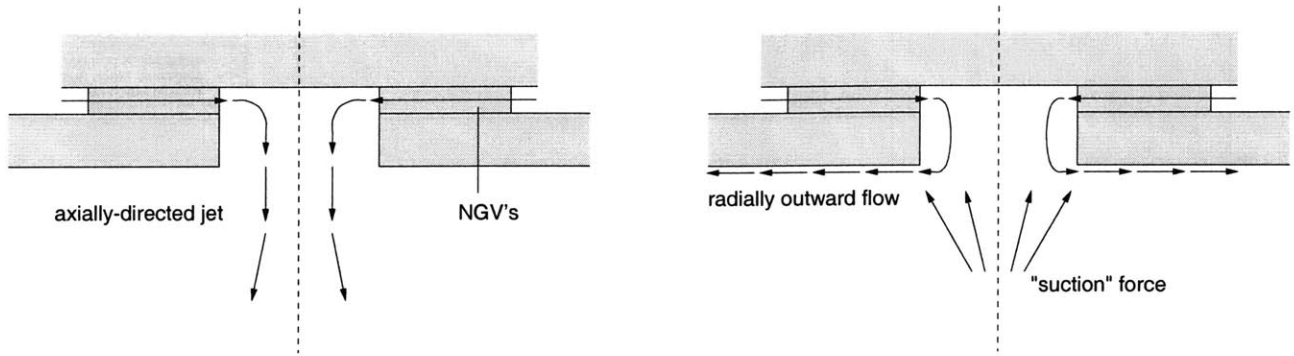 axially-directed jet
NGV's
radially outward flow
"suction" force